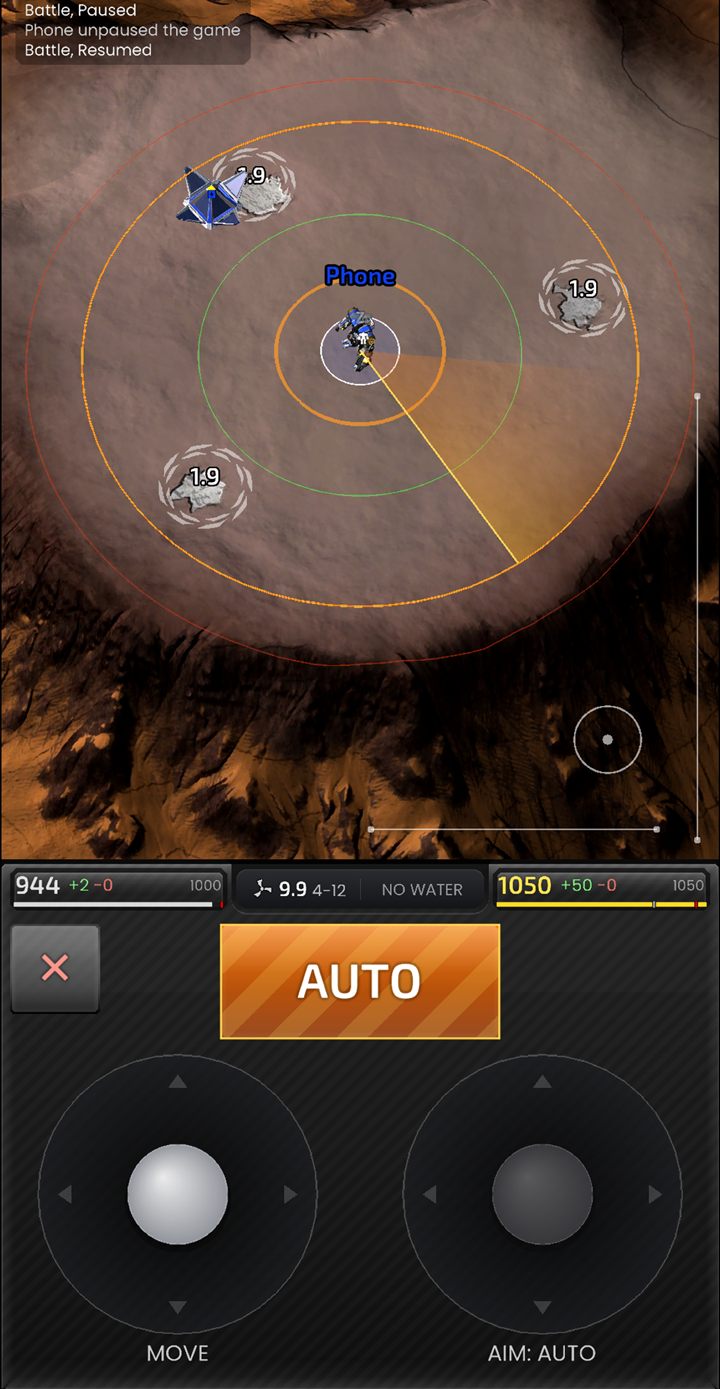 Battle, Paused
Phone unpaused the game
Battle, Resumed
1.9
Phone
1.9
1.9
944 +2 -0 1000
9.9 4-12 NO WATER
1050 +50 -0 1050
AUTO
MOVE
AIM: AUTO